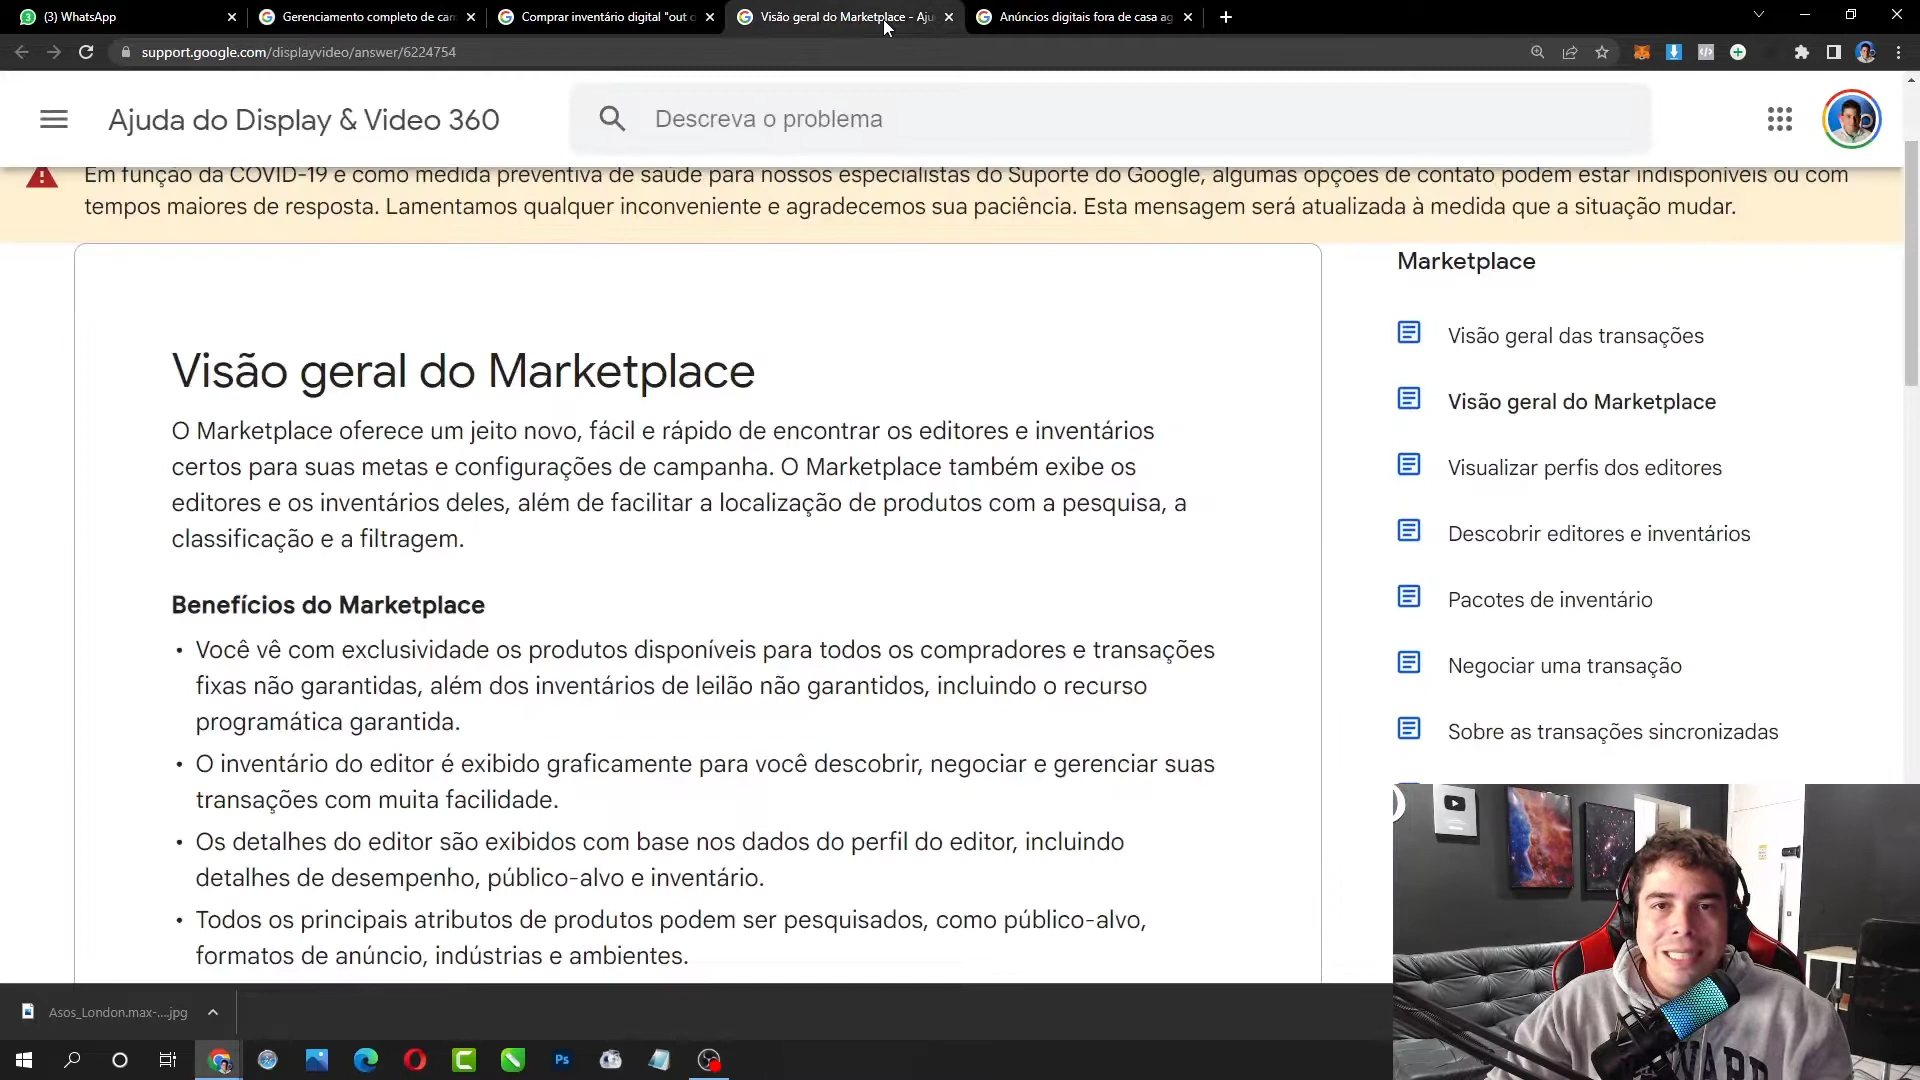 (3) WhatsApp
Gerenciamento completo de can
Comprar inventário digital "out o
Visão geral do Marketplace - Aju
Anúncios digitais fora de casa ag
support.google.com/displayvideo/answer/6224754
Ajuda do Display & Video 360
Descreva o problema
Em função da COVID-19 e como medida preventiva de saúde para nossos especialistas do Suporte do Google, algumas opções de contato podem estar indisponíveis ou com
tempos maiores de resposta. Lamentamos qualquer inconveniente e agradecemos sua paciência. Esta mensagem será atualizada à medida que a situação mudar.
Visão geral do Marketplace
O Marketplace oferece um jeito novo, fácil e rápido de encontrar os editores e inventários
certos para suas metas e configurações de campanha. O Marketplace também exibe os
editores e os inventários deles, além de facilitar a localização de produtos com a pesquisa, a
classificação e a filtragem.
Benefícios do Marketplace
• Você vê com exclusividade os produtos disponíveis para todos os compradores e transações
fixas não garantidas, além dos inventários de leilão não garantidos, incluindo o recurso
programática garantida.
• O inventário do editor é exibido graficamente para você descobrir, negociar e gerenciar suas
transações com muita facilidade.
• Os detalhes do editor são exibidos com base nos dados do perfil do editor, incluindo
detalhes de desempenho, público-alvo e inventário.
• Todos os principais atributos de produtos podem ser pesquisados, como público-alvo,
formatos de anúncio, indústrias e ambientes.
Marketplace
Visão geral das transações
Visão geral do Marketplace
Visualizar perfis dos editores
Descobrir editores e inventários
Pacotes de inventário
Negociar uma transação
Sobre as transações sincronizadas
Asos_London.max-....jpg
Ps